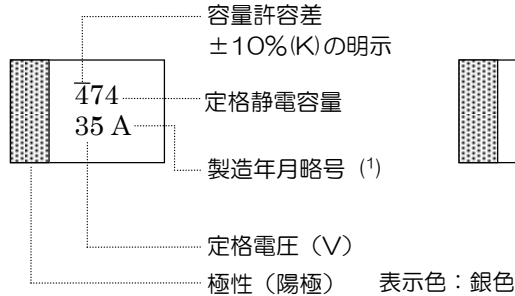 容量許容差
±10%(K)の明示
474
定格静電容量
35 A
製造年月略号 (1)
定格電圧（V）
極性（陽極）
表示色：銀色